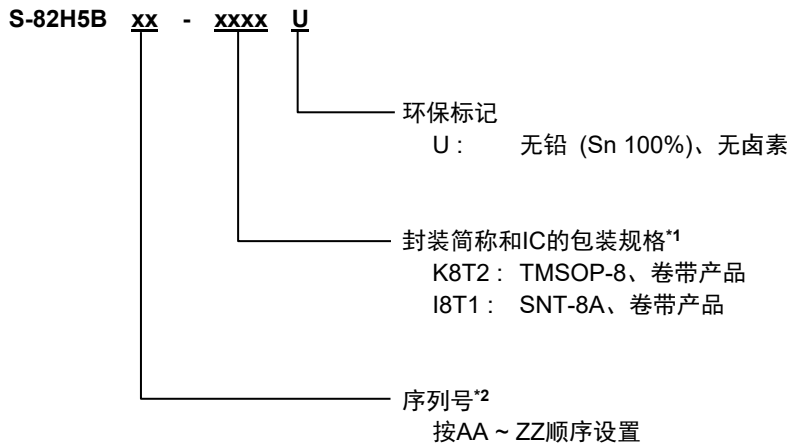 S-82H5B xx - xxxx U
环保标记
U : 无铅 (Sn 100%)、无卤素
封装简称和IC的包装规格*1
K8T2 : TMSOP-8、卷带产品
I8T1 : SNT-8A、卷带产品
序列号*2
按AA ~ ZZ顺序设置